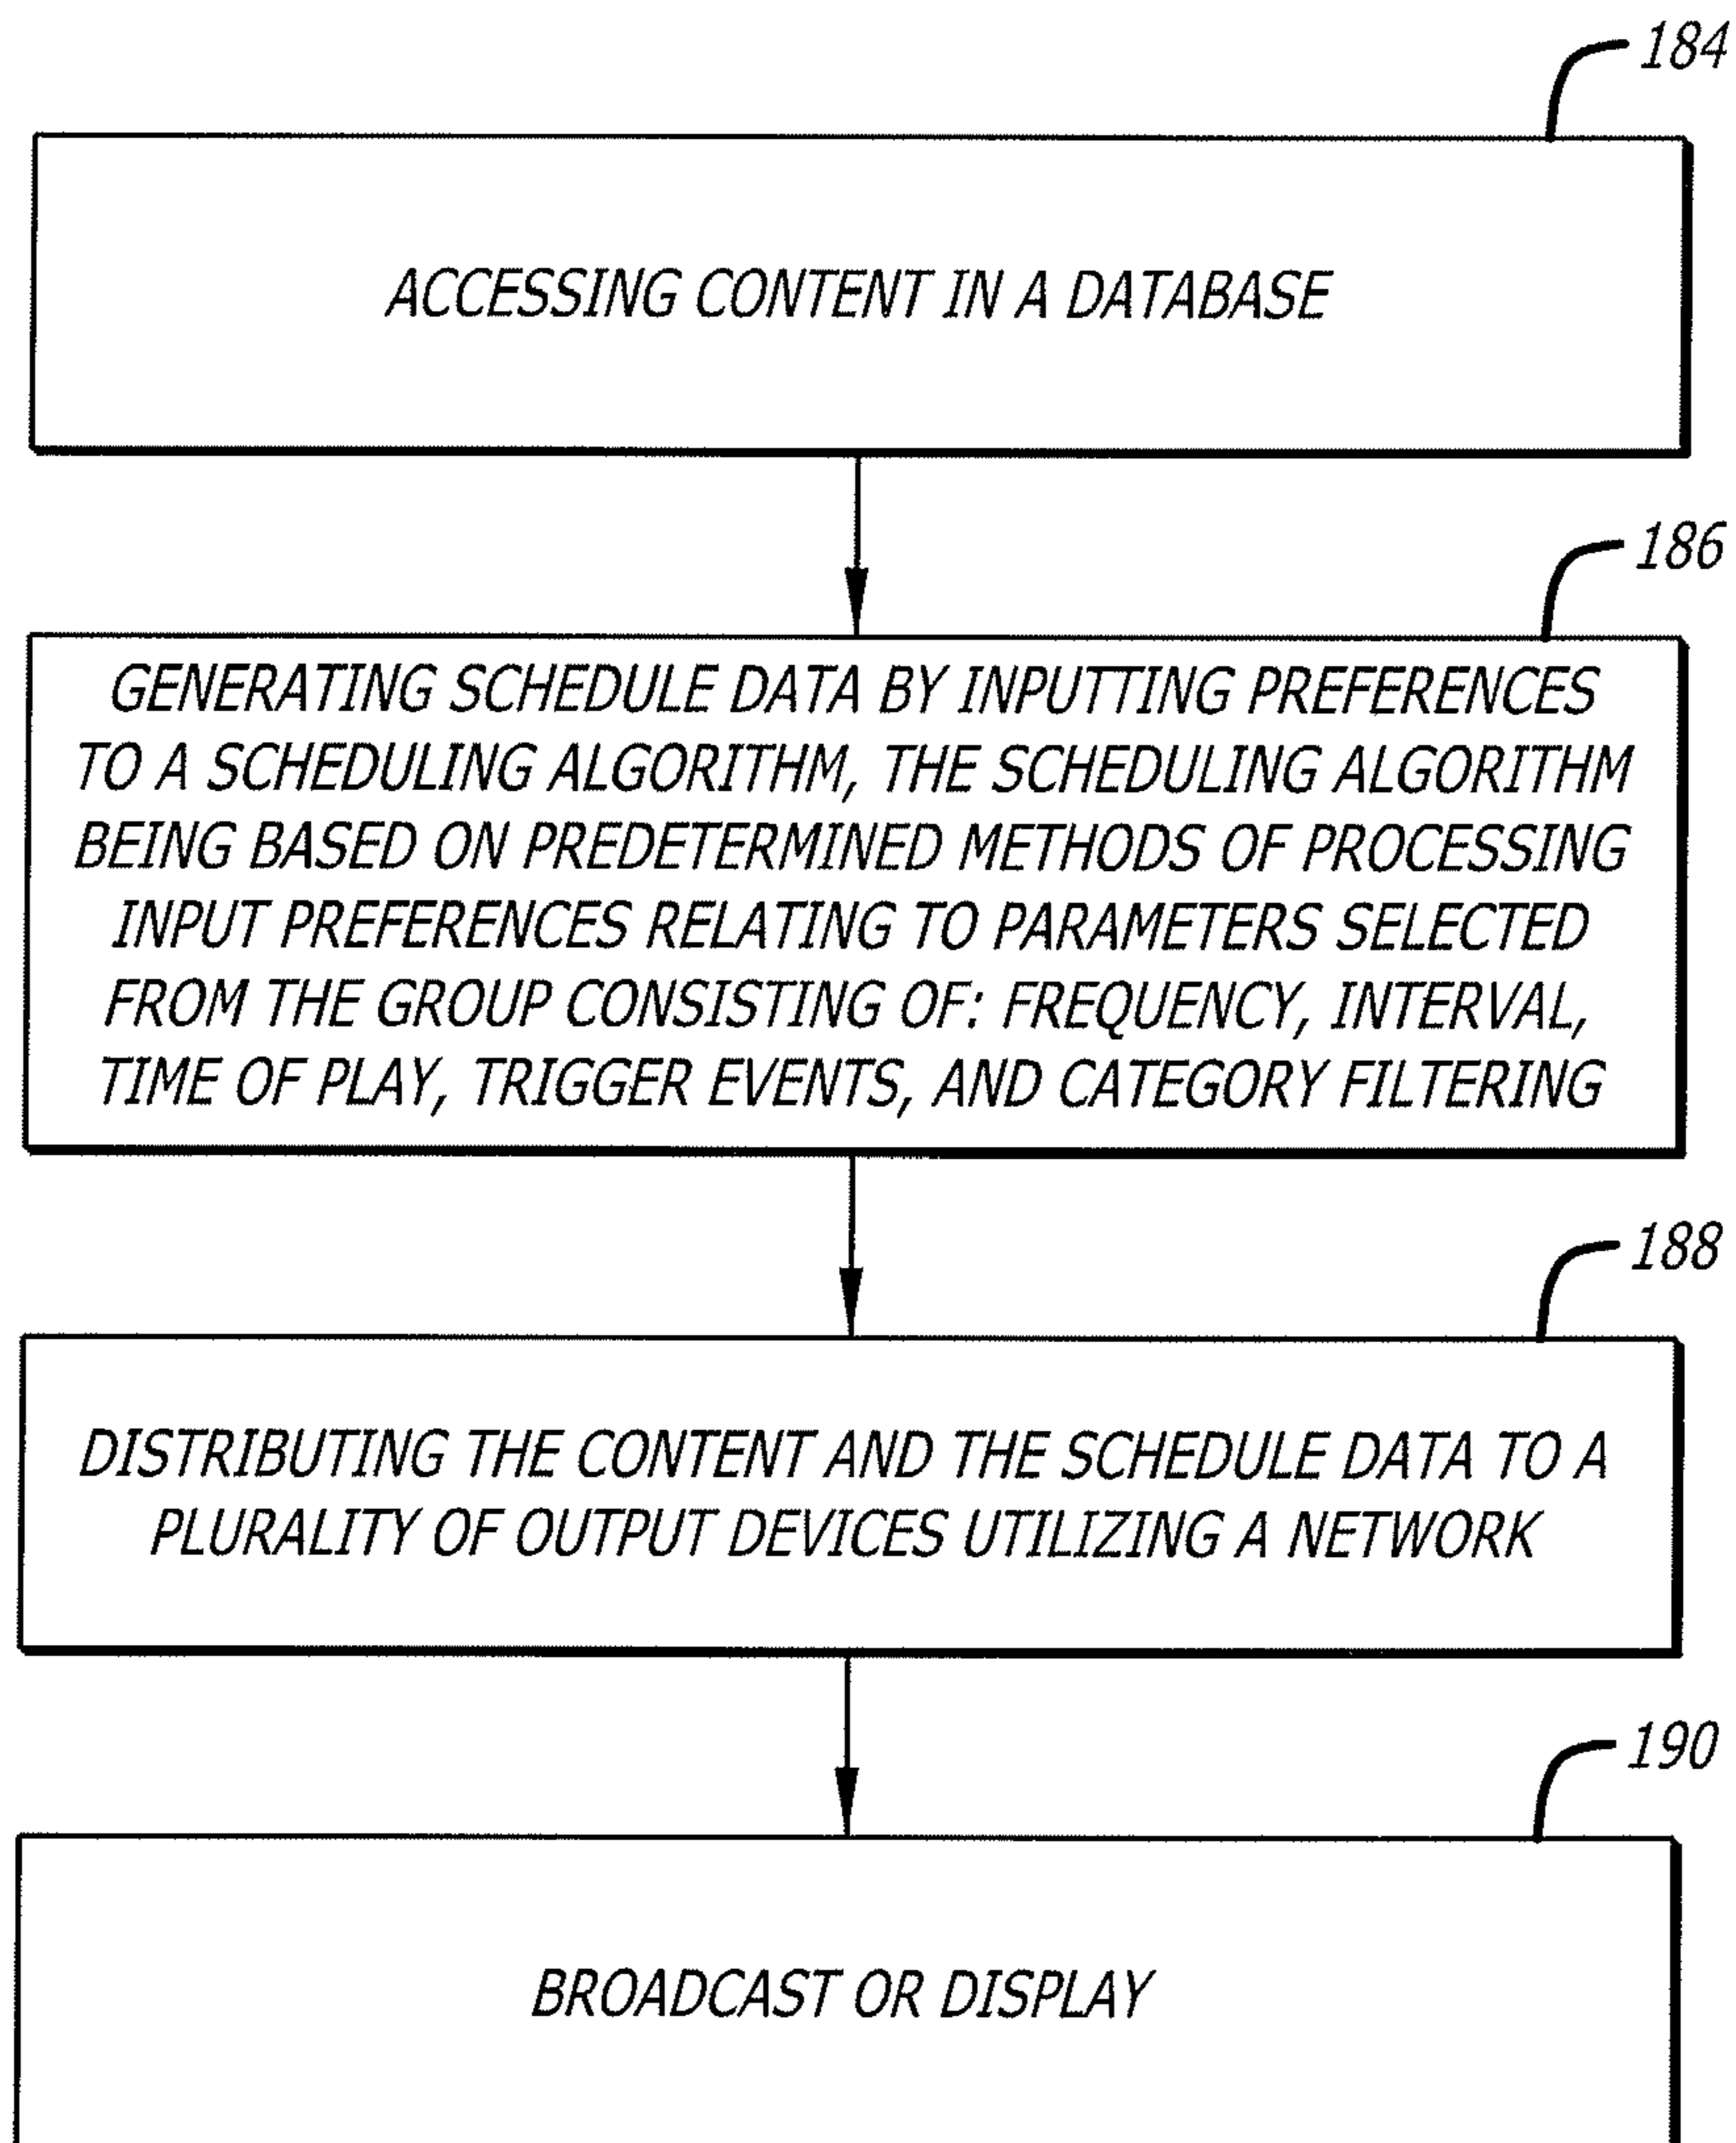 184
ACCESSING CONTENT IN A DATABASE
186
GENERATING SCHEDULE DATA BY INPUTTING PREFERENCES
TO A SCHEDULING ALGORITHM, THE SCHEDULING ALGORITHM
BEING BASED ON PREDETERMINED METHODS OF PROCESSING
INPUT PREFERENCES RELATING TO PARAMETERS SELECTED
FROM THE GROUP CONSISTING OF: FREQUENCY, INTERVAL,
TIME OF PLAY, TRIGGER EVENTS, AND CATEGORY FILTERING
188
DISTRIBUTING THE CONTENT AND THE SCHEDULE DATA TO A
PLURALITY OF OUTPUT DEVICES UTILIZING A NETWORK
190
BROADCAST OR DISPLAY